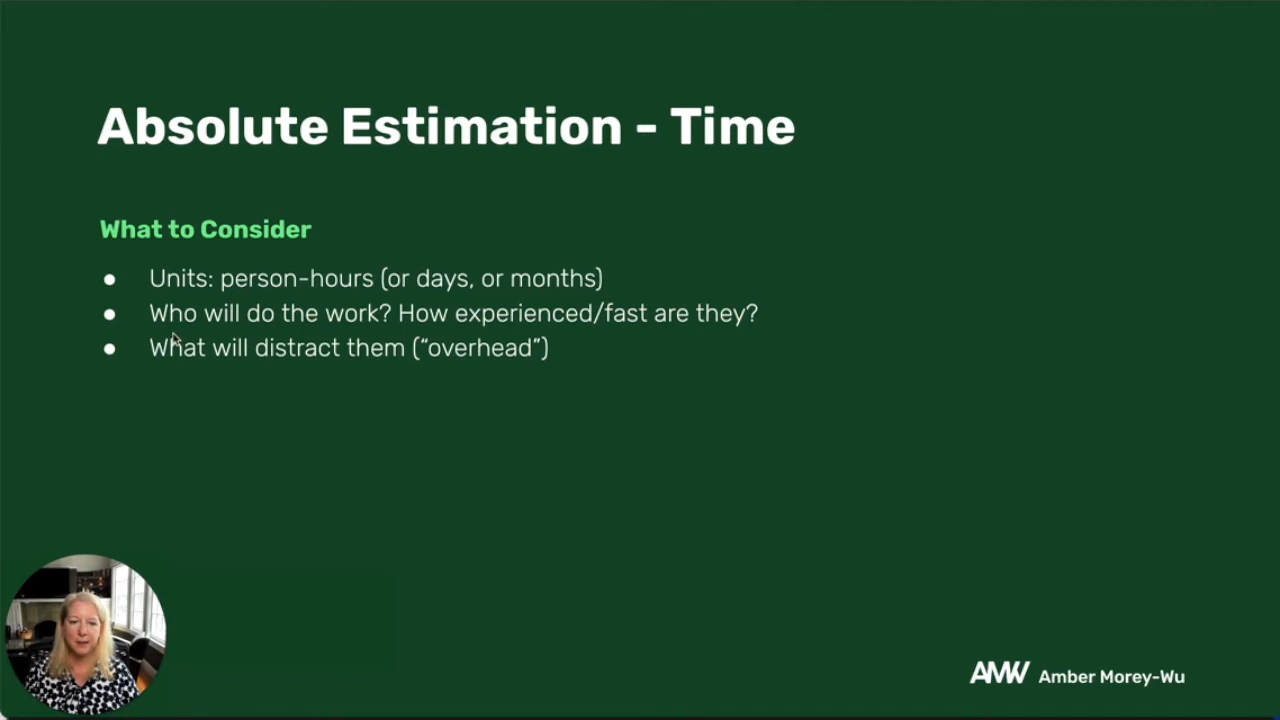 Absolute Estimation - Time
What to Consider
● Units: person-hours (or days, or months)
● Who will do the work? How experienced/fast are they?
● What will distract them (“overhead”)
AMW Amber Morey-Wu